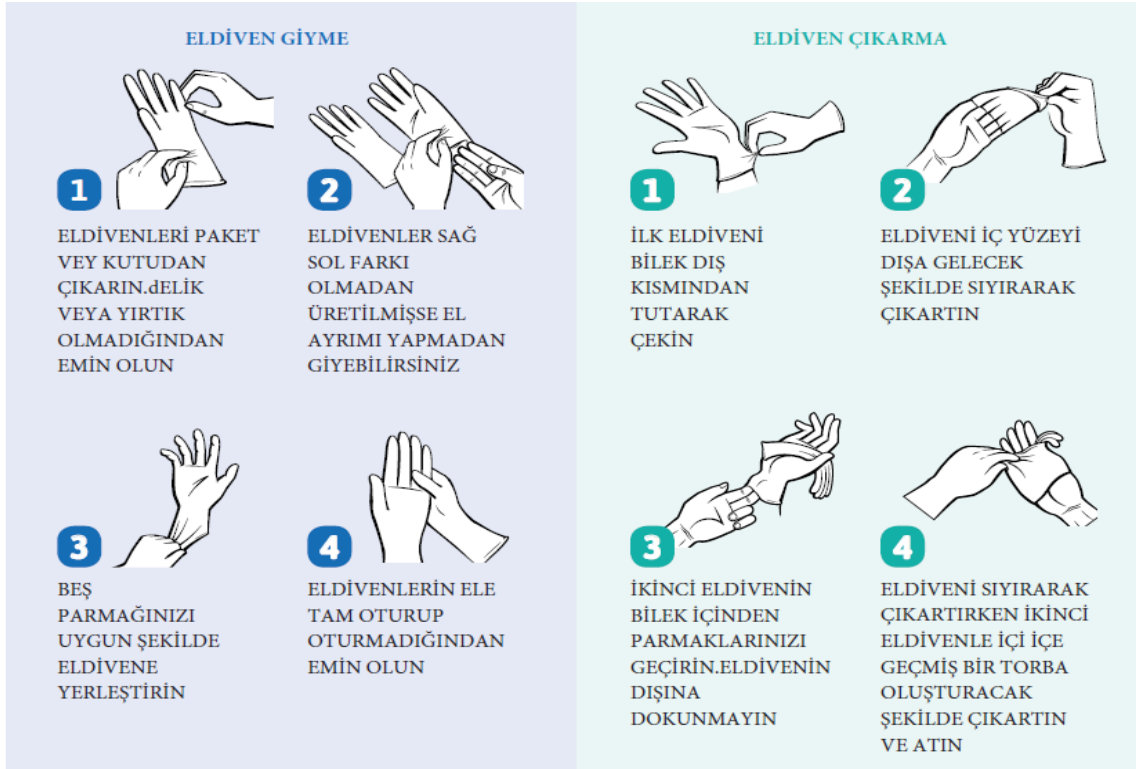 ELDİVEN GİYME
1
ELDİVENLERİ PAKET
VEY KUTUDAN
ÇIKARIN.dELİK
VEYA YIRTIK
OLMADIĞINDAN
EMİN OLUN
2
ELDİVENLER SAĞ
SOL FARKI
OLMADAN
ÜRETİLMİŞSE EL
AYRIMI YAPMADAN
GİYEBİLİRSİNİZ
3
BEŞ
PARMAĞINIZI
UYGUN ŞEKİLDE
ELDİVENE
YERLEŞTİRİN
4
ELDİVENLERİN ELE
TAM OTURUP
OTURMADIĞINDAN
EMİN OLUN
ELDİVEN ÇIKARMA
1
İLK ELDİVENİ
BİLEK DIŞ
KISMINDAN
TUTARAK
ÇEKİN
2
ELDİVENİ İÇ YÜZEYİ
DIŞA GELECEK
ŞEKİLDE SIYIRARAK
ÇIKARTIN
3
İKİNCİ ELDİVENİN
BİLEK İÇİNDEN
PARMAKLARINIZI
GEÇİRİN.ELDİVENİN
DIŞINA
DOKUNMAYIN
4
ELDİVENİ SIYIRARAK
ÇIKARTIRKEN İKİNCİ
ELDİVENLE İÇİ İÇE
GEÇMİŞ BİR TORBA
OLUŞTURACAK
ŞEKİLDE ÇIKARTIN
VE ATIN